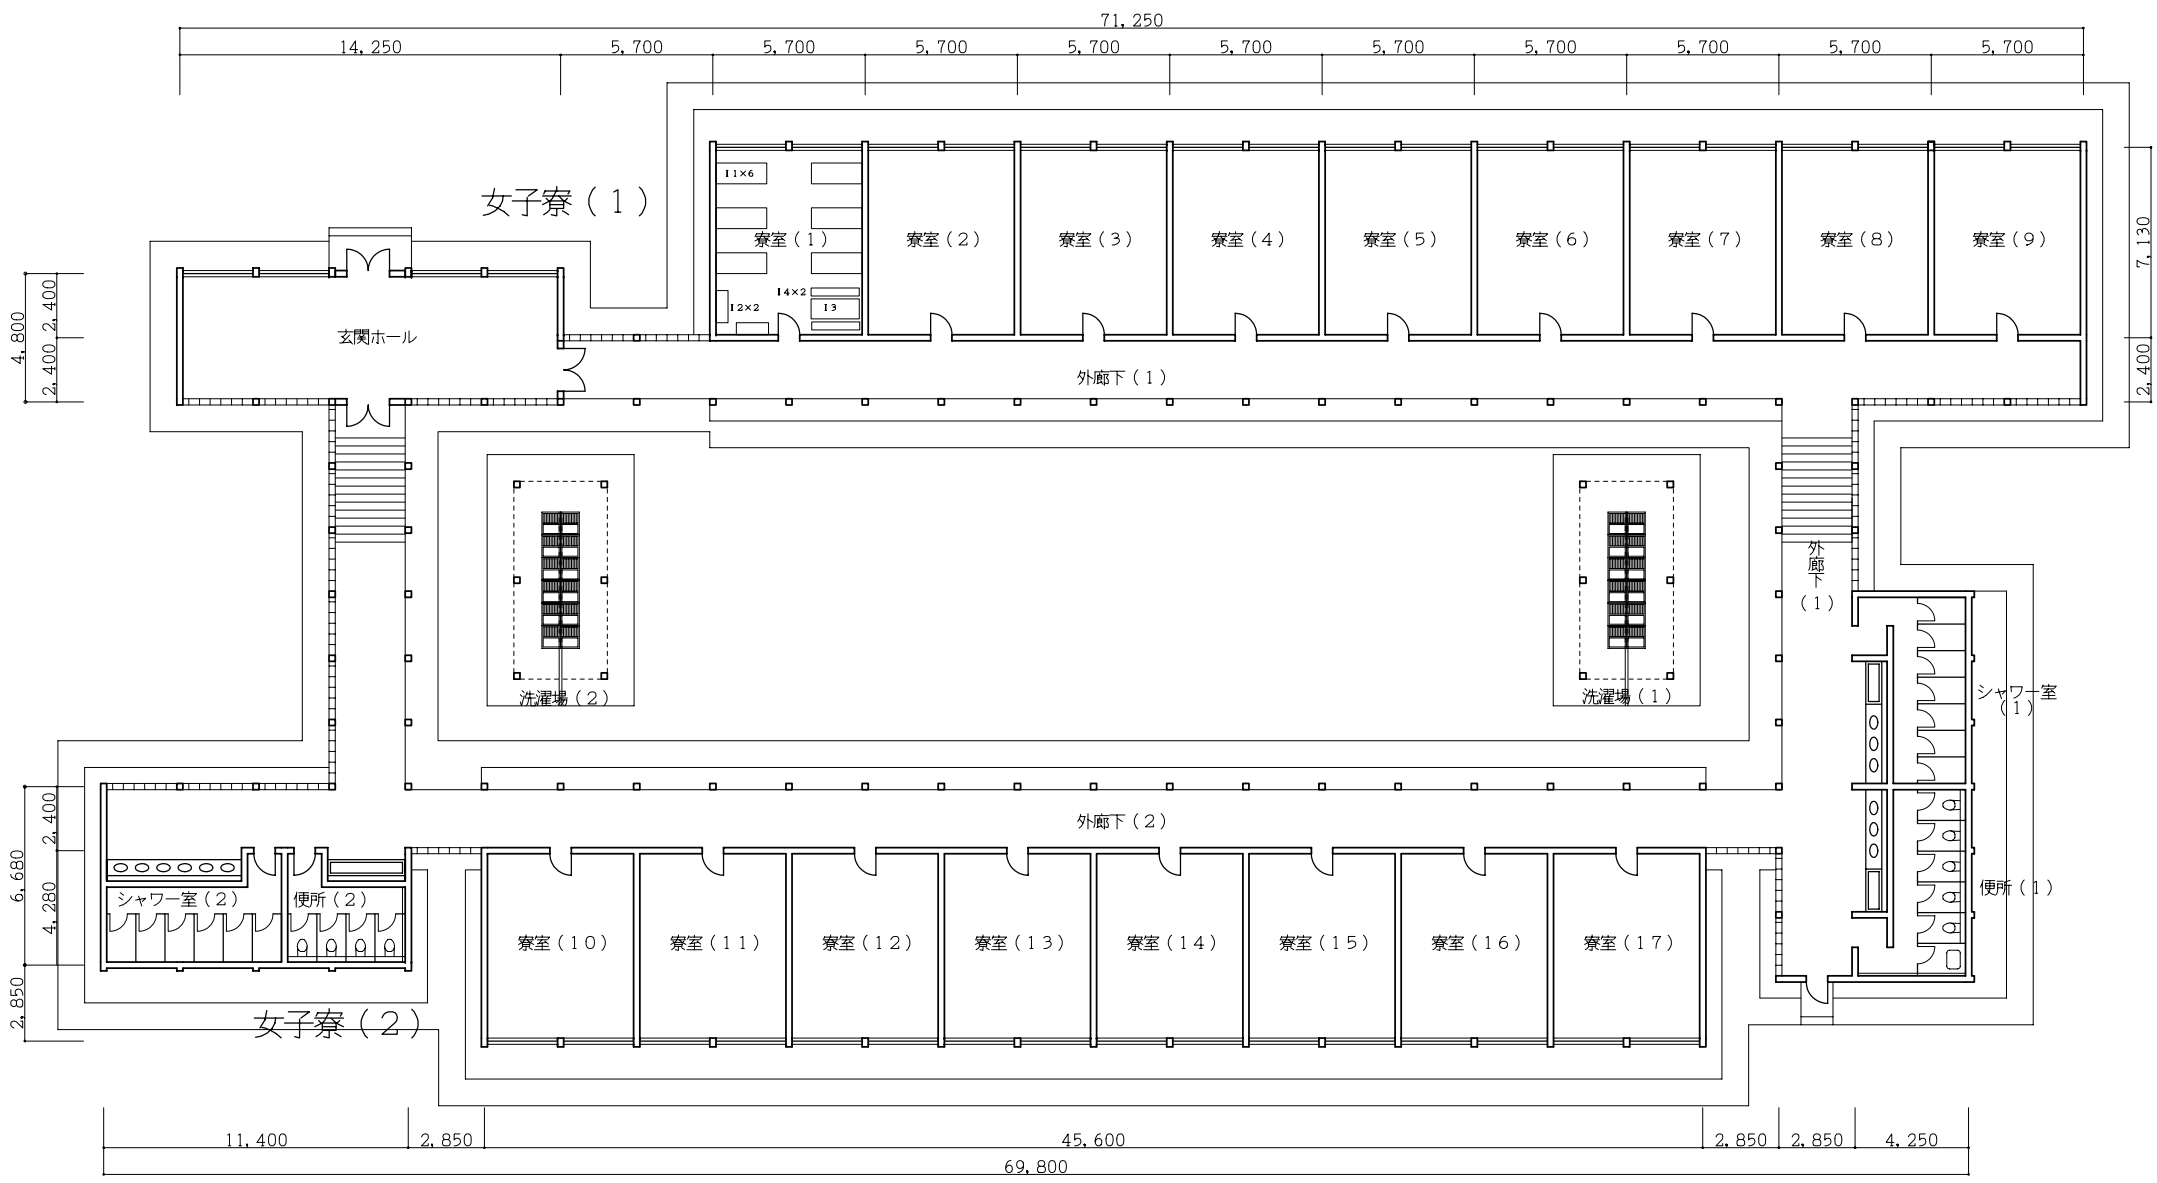 71,250
14,250
5,700
5,700
5,700
5,700
5,700
5,700
5,700
5,700
5,700
5,700
女子寮(1)
I1×6
寮室(1)
寮室(2)
寮室(3)
寮室(4)
寮室(5)
寮室(6)
寮室(7)
寮室(8)
寮室(9)
7,130
I4×2
I2×2
I3
4,800
2,400
2,400
玄関ホール
外廊下(1)
2,400
外廊下(1)
洗濯場(2)
洗濯場(1)
シャワー室
(1)
外廊下(2)
6,680
2,400
4,280
シャワー室(2)
便所(2)
便所(1)
寮室(10)
寮室(11)
寮室(12)
寮室(13)
寮室(14)
寮室(15)
寮室(16)
寮室(17)
2,850
女子寮(2)
11,400
2,850
45,600
2,850
2,850
4,250
69,800